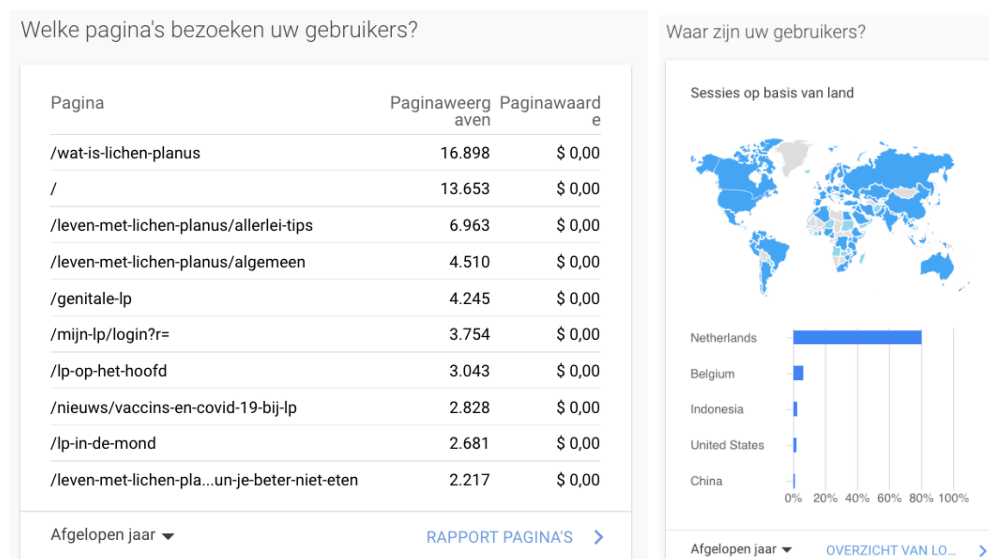 Welke pagina's bezoeken uw gebruikers?
Pagina Paginaweerg Paginawaard
aven e
/wat-is-lichen-planus 16.898 $ 0,00
/ 13.653 $ 0,00
/leven-met-lichen-planus/allerlei-tips 6.963 $ 0,00
/leven-met-lichen-planus/algemeen 4.510 $ 0,00
/genitale-lp 4.245 $ 0,00
/mijn-lp/login?r= 3.754 $ 0,00
/lp-op-het-hoofd 3.043 $ 0,00
/nieuws/vaccins-en-covid-19-bij-lp 2.828 $ 0,00
/lp-in-de-mond 2.681 $ 0,00
/leven-met-lichen-pla...un-je-beter-niet-eten 2.217 $ 0,00
Afgelopen jaar RAPPORT PAGINA'S
Waar zijn uw gebruikers?
Sessies op basis van land
Netherlands
Belgium
Indonesia
United States
China
0% 20% 40% 60% 80% 100%
Afgelopen jaar OVERZICHT VAN LO...